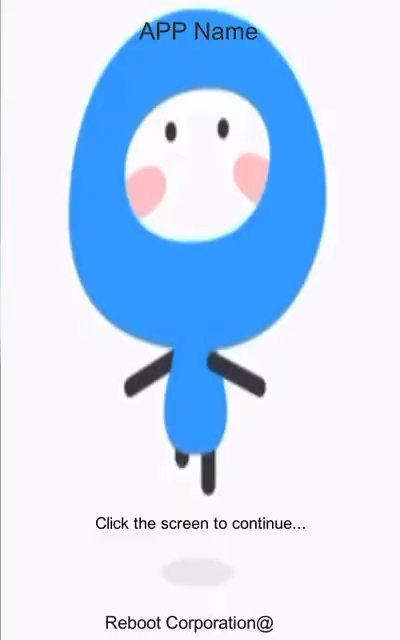 APP Name
Click the screen to continue...
Reboot Corporation@